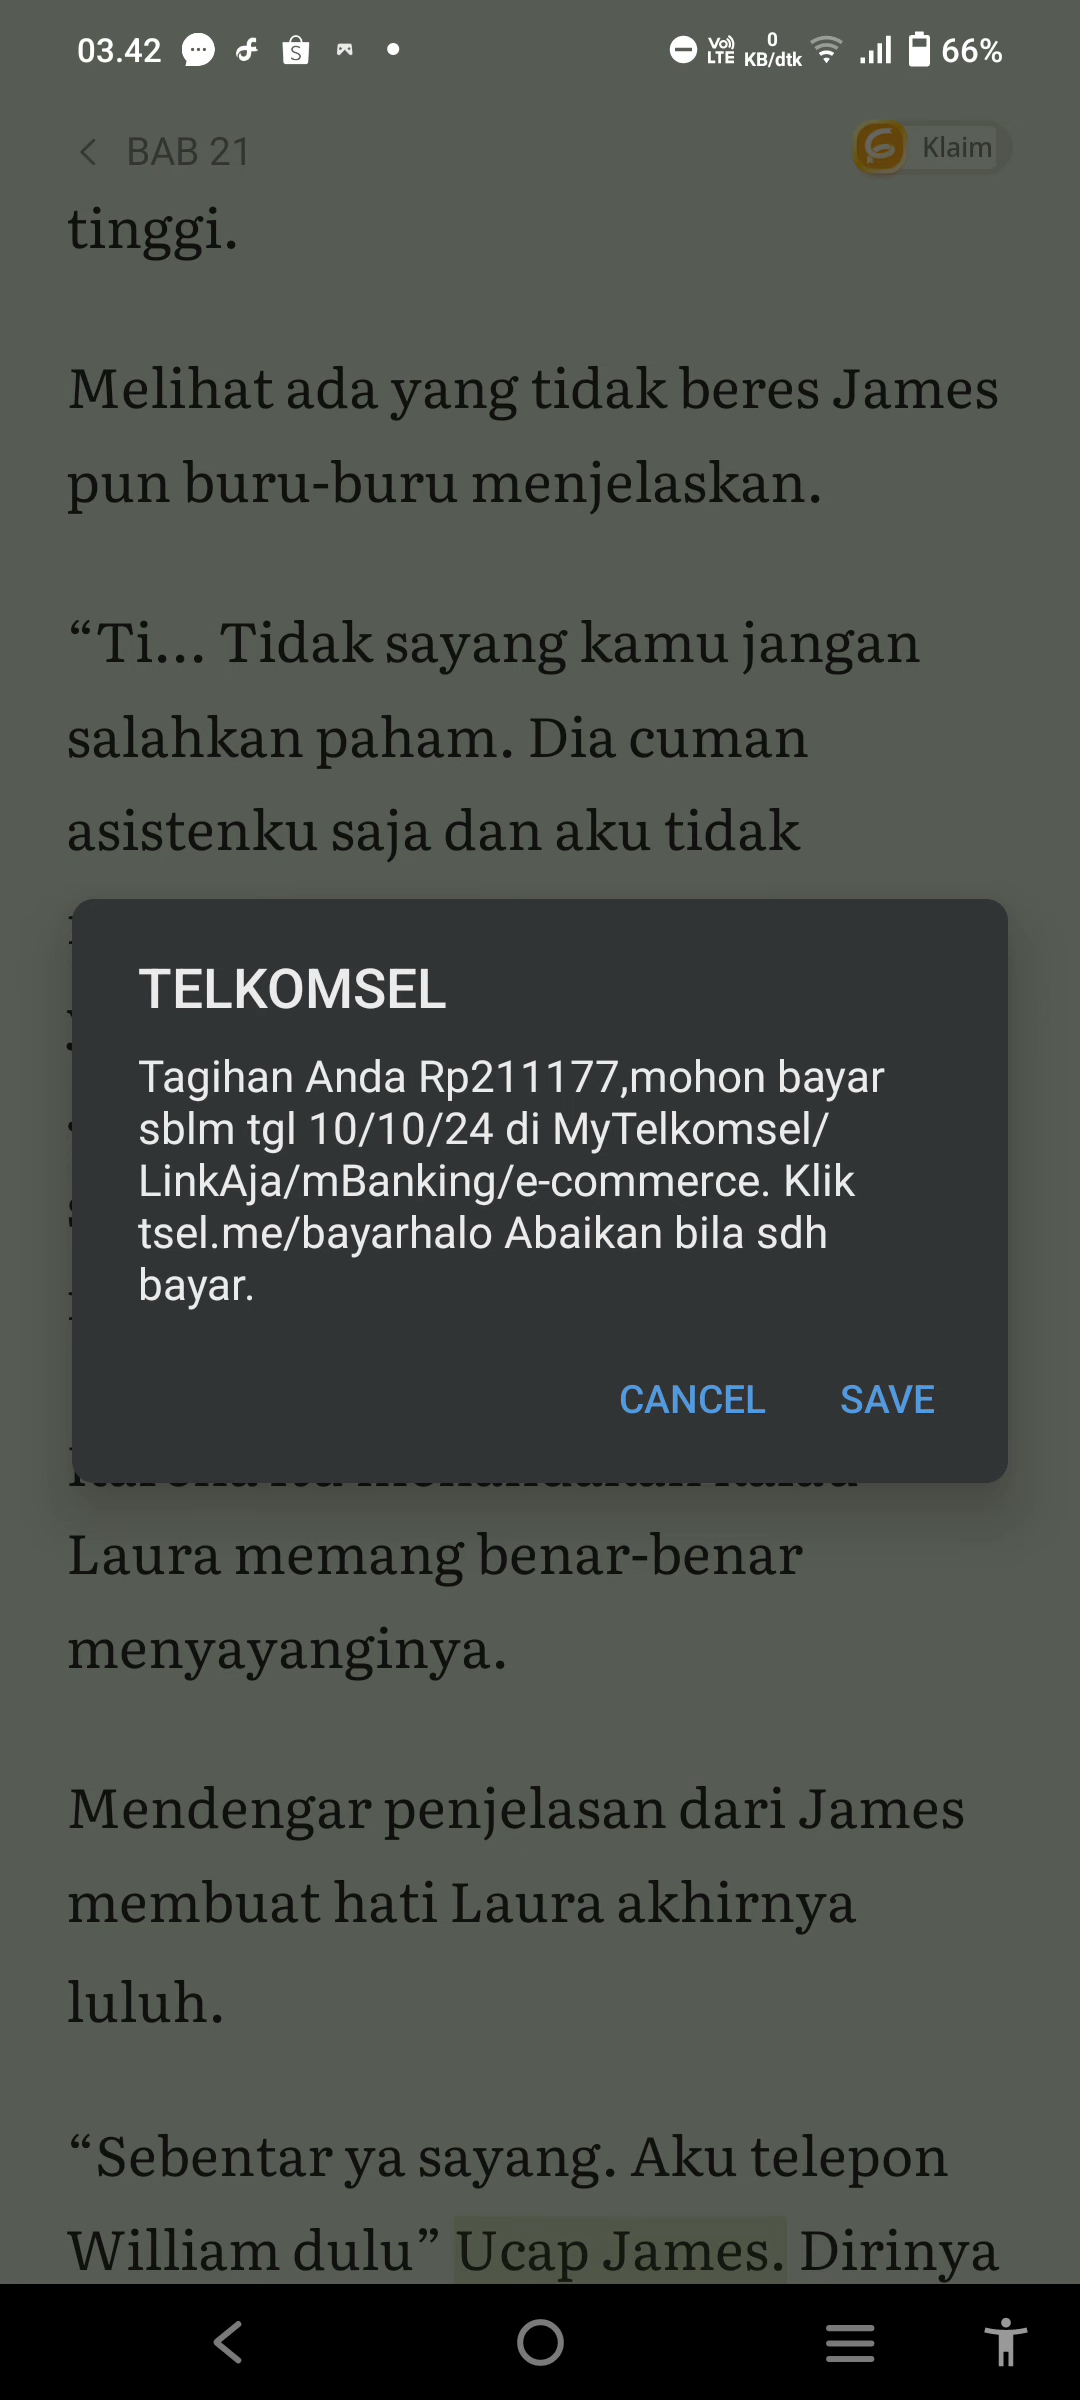 03.42
S
Vo)) LTE
0 KB/dtk
66%
BAB 21
Klaim
tinggi.
Melihat ada yang tidak beres James
pun buru-buru menjelaskan.
“Ti... Tidak sayang kamu jangan
salahkan paham. Dia cuman
asistenku saja dan aku tidak
TELKOMSEL
Tagihan Anda Rp211177,mohon bayar
sblm tgl 10/10/24 di MyTelkomsel/
LinkAja/mBanking/e-commerce. Klik
tsel.me/bayarhalo Abaikan bila sdh
bayar.
CANCEL
SAVE
Laura memang benar-benar
menyayanginya.
Mendengar penjelasan dari James
membuat hati Laura akhirnya
luluh.
“Sebentar ya sayang. Aku telepon
William dulu” Ucap James. Dirinya